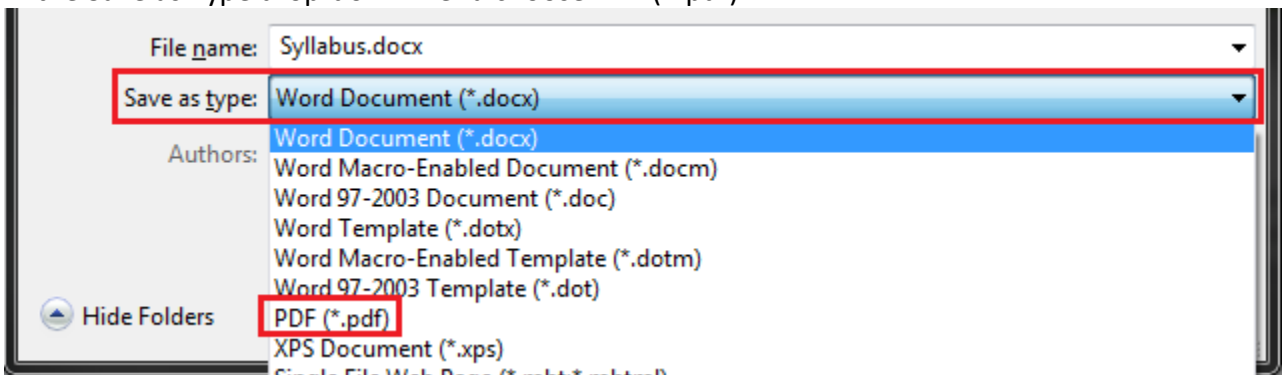 File name: Syllabus.docx
Save as type: Word Document (*.docx)
Authors:
Word Document (*.docx)
Word Macro-Enabled Document (*.docm)
Word 97-2003 Document (*.doc)
Word Template (*.dotx)
Word Macro-Enabled Template (*.dotm)
Word 97-2003 Template (*.dot)
Hide Folders
PDF (*.pdf)
XPS Document (*.xps)